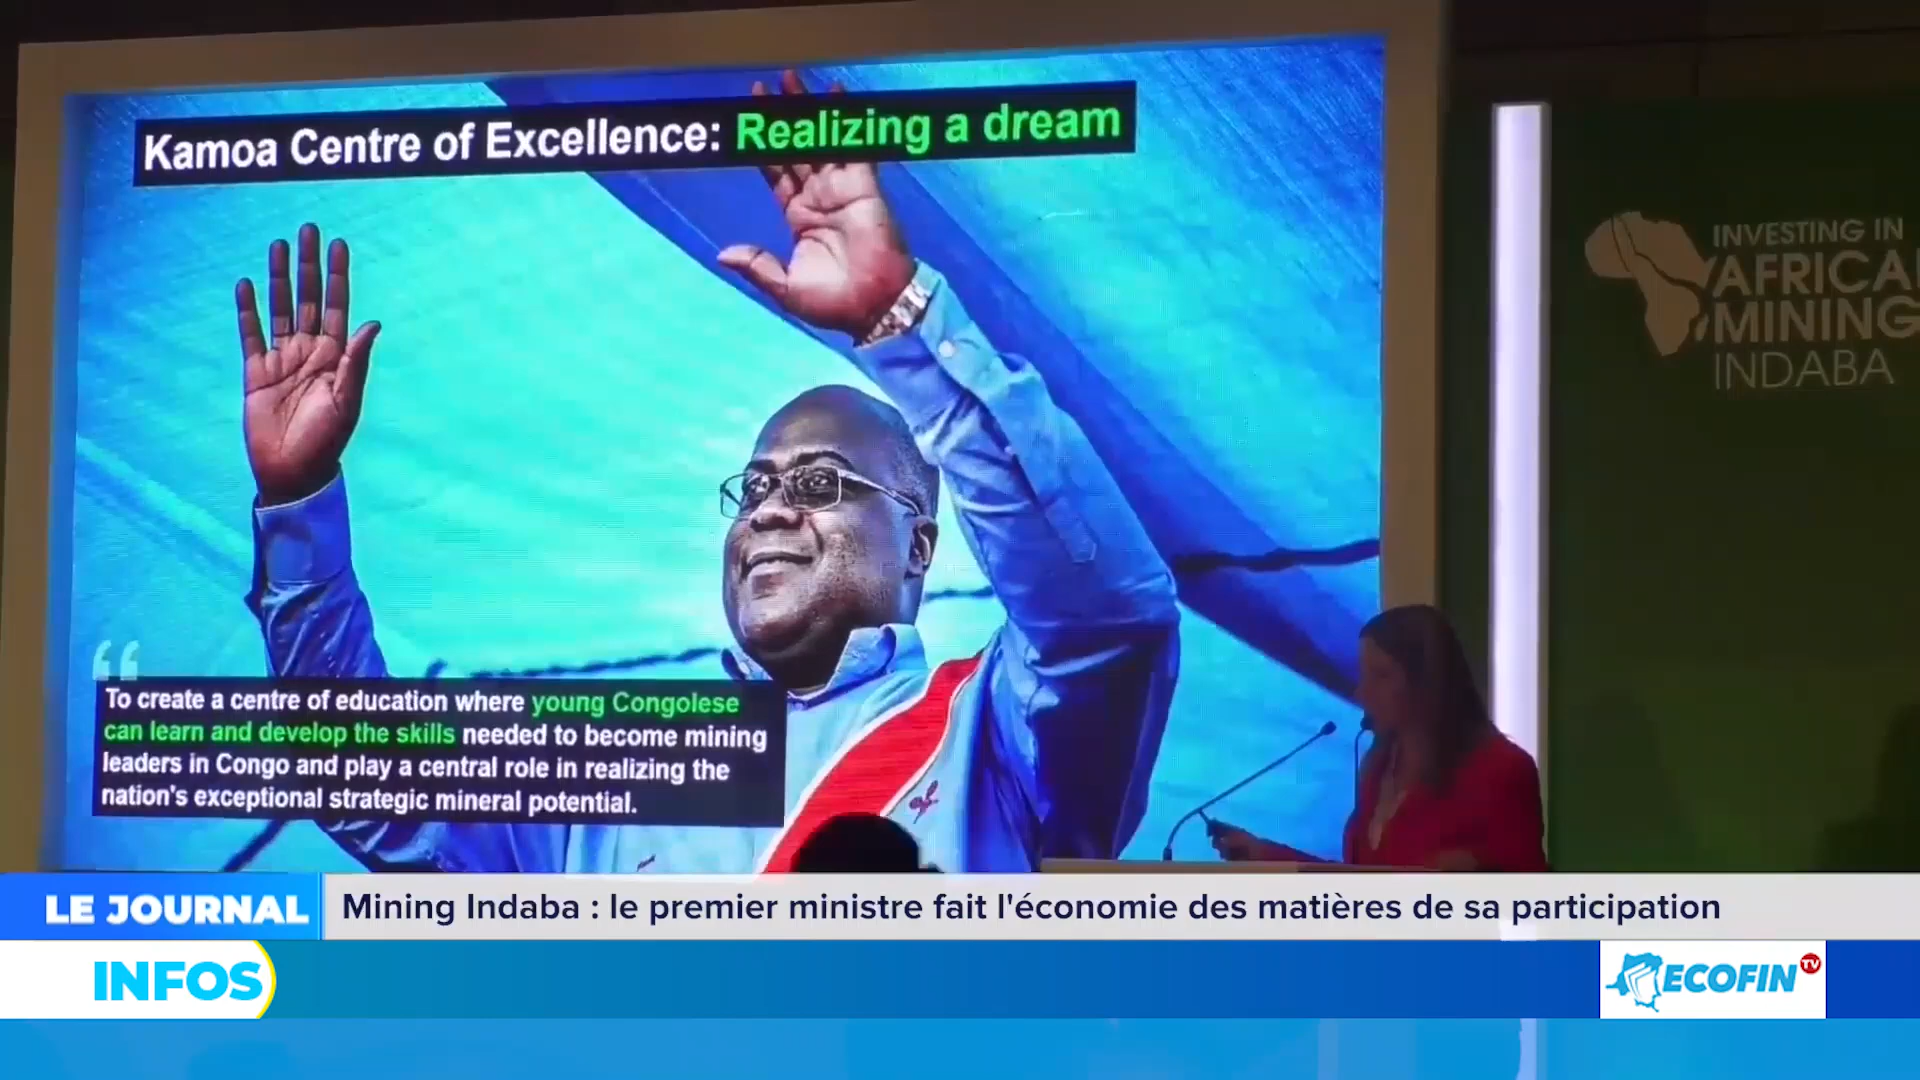 Kamoa Centre of Excellence: Realizing a dream
INVESTING IN
AFRICA
MINING
INDABA
“
To create a centre of education where young Congolese
can learn and develop the skills needed to become mining
leaders in Congo and play a central role in realizing the
nation's exceptional strategic mineral potential.
LE JOURNAL
Mining Indaba : le premier ministre fait l'économie des matières de sa participation
INFOS
ECOFIN TV